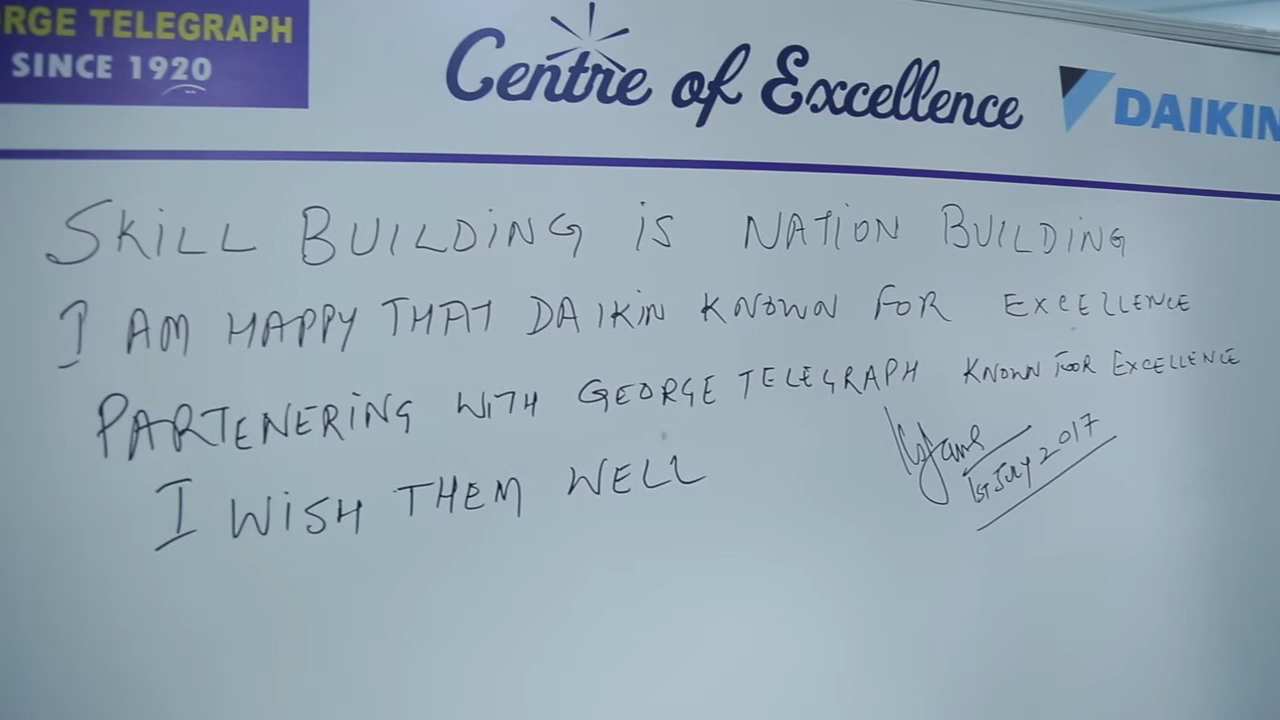 RGE TELEGRAPH
SINCE 1920
Centre of Excellence
DAIKIN
SKILL BUILDING IS NATION BUILDING
I AM HAPPY THAT DAIKIN KNOWN FOR EXCELLENCE
PARTENERING WITH GEORGE TELEGRAPH KNOWN FOR EXCELLENCE
I WISH THEM WELL
1ST JULY 2017